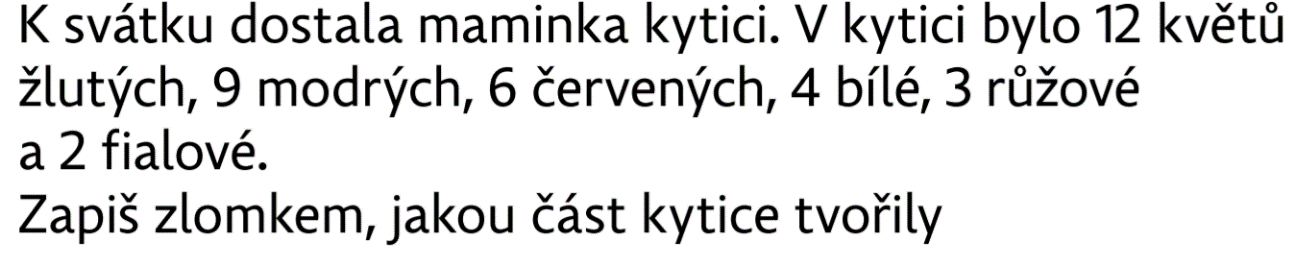 K svátku dostala maminka kytici. V kytici bylo 12 květů
žlutých, 9 modrých, 6 červených, 4 bílé, 3 růžové
a 2 fialové.
Zapiš zlomkem, jakou část kytice tvořily